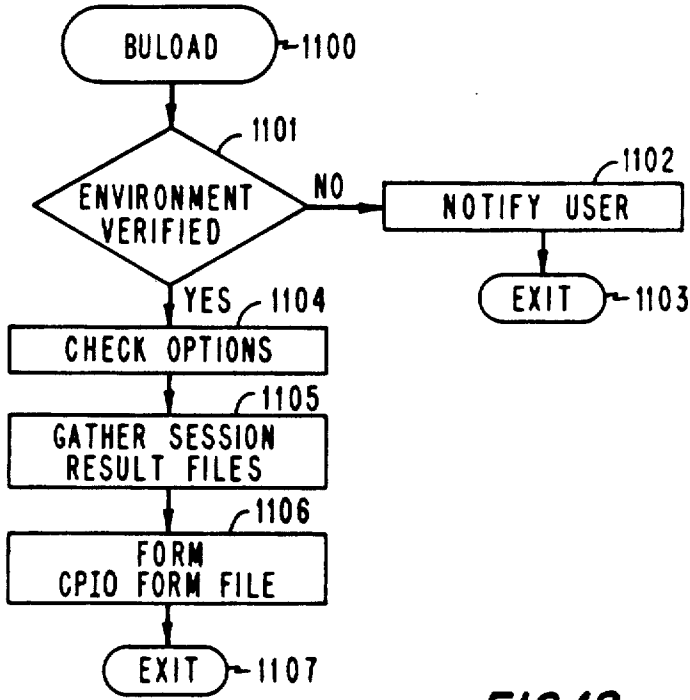 BULOAD
1100
1101
ENVIRONMENT
VERIFIED
NO
1102
NOTIFY USER
EXIT
1103
YES
1104
CHECK OPTIONS
1105
GATHER SESSION
RESULT FILES
1106
FORM
CPIO FORM FILE
EXIT
1107